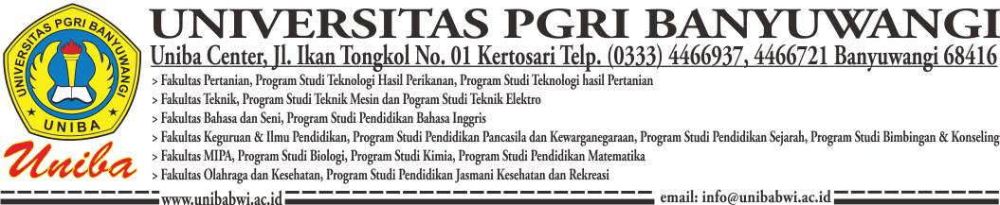 UNIVERSITAS PGRI BANYUWANGI
UNIBA
Uniba
UNIVERSITAS PGRI BANYUWANGI
Uniba Center, Jl. Ikan Tongkol No. 01 Kertosari Telp. (0333) 4466937, 4466721 Banyuwangi 68416
> Fakultas Pertanian, Program Studi Teknologi Hasil Perikanan, Program Studi Teknologi hasil Pertanian
> Fakultas Teknik, Program Studi Teknik Mesin dan Pogram Studi Teknik Elektro
> Fakultas Bahasa dan Seni, Program Studi Pendidikan Bahasa Inggris
> Fakultas Keguruan & Ilmu Pendidikan, Program Studi Pendidikan Pancasila dan Kewarganegaraan, Program Studi Pendidikan Sejarah, Program Studi Bimbingan & Konseling
> Fakultas MIPA, Program Studi Biologi, Program Studi Kimia, Program Studi Pendidikan Matematika
> Fakultas Olahraga dan Kesehatan, Program Studi Pendidikan Jasmani Kesehatan dan Rekreasi
www.unibabwi.ac.id
email: info@unibabwi.ac.id